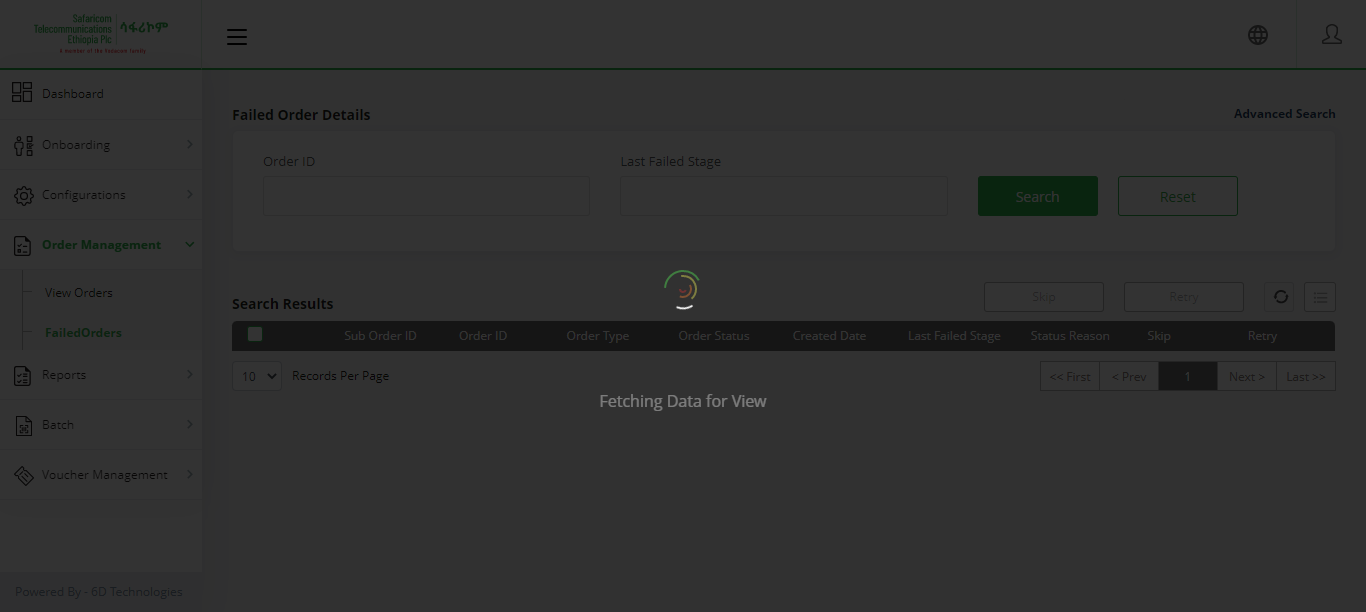 Safaricom
Telecommunications
Ethiopia Plc
ሳፋሪኮም
A member of the Vodacom family
Dashboard
Onboarding
Configurations
Order Management
View Orders
FailedOrders
Reports
Batch
Voucher Management
Powered By - 6D Technologies
Failed Order Details
Advanced Search
Order ID
Last Failed Stage
Search
Reset
Search Results
Skip
Retry
Sub Order ID Order ID Order Type Order Status Created Date Last Failed Stage Status Reason Skip Retry
10 Records Per Page
<< First < Prev 1 Next > Last >>
Fetching Data for View